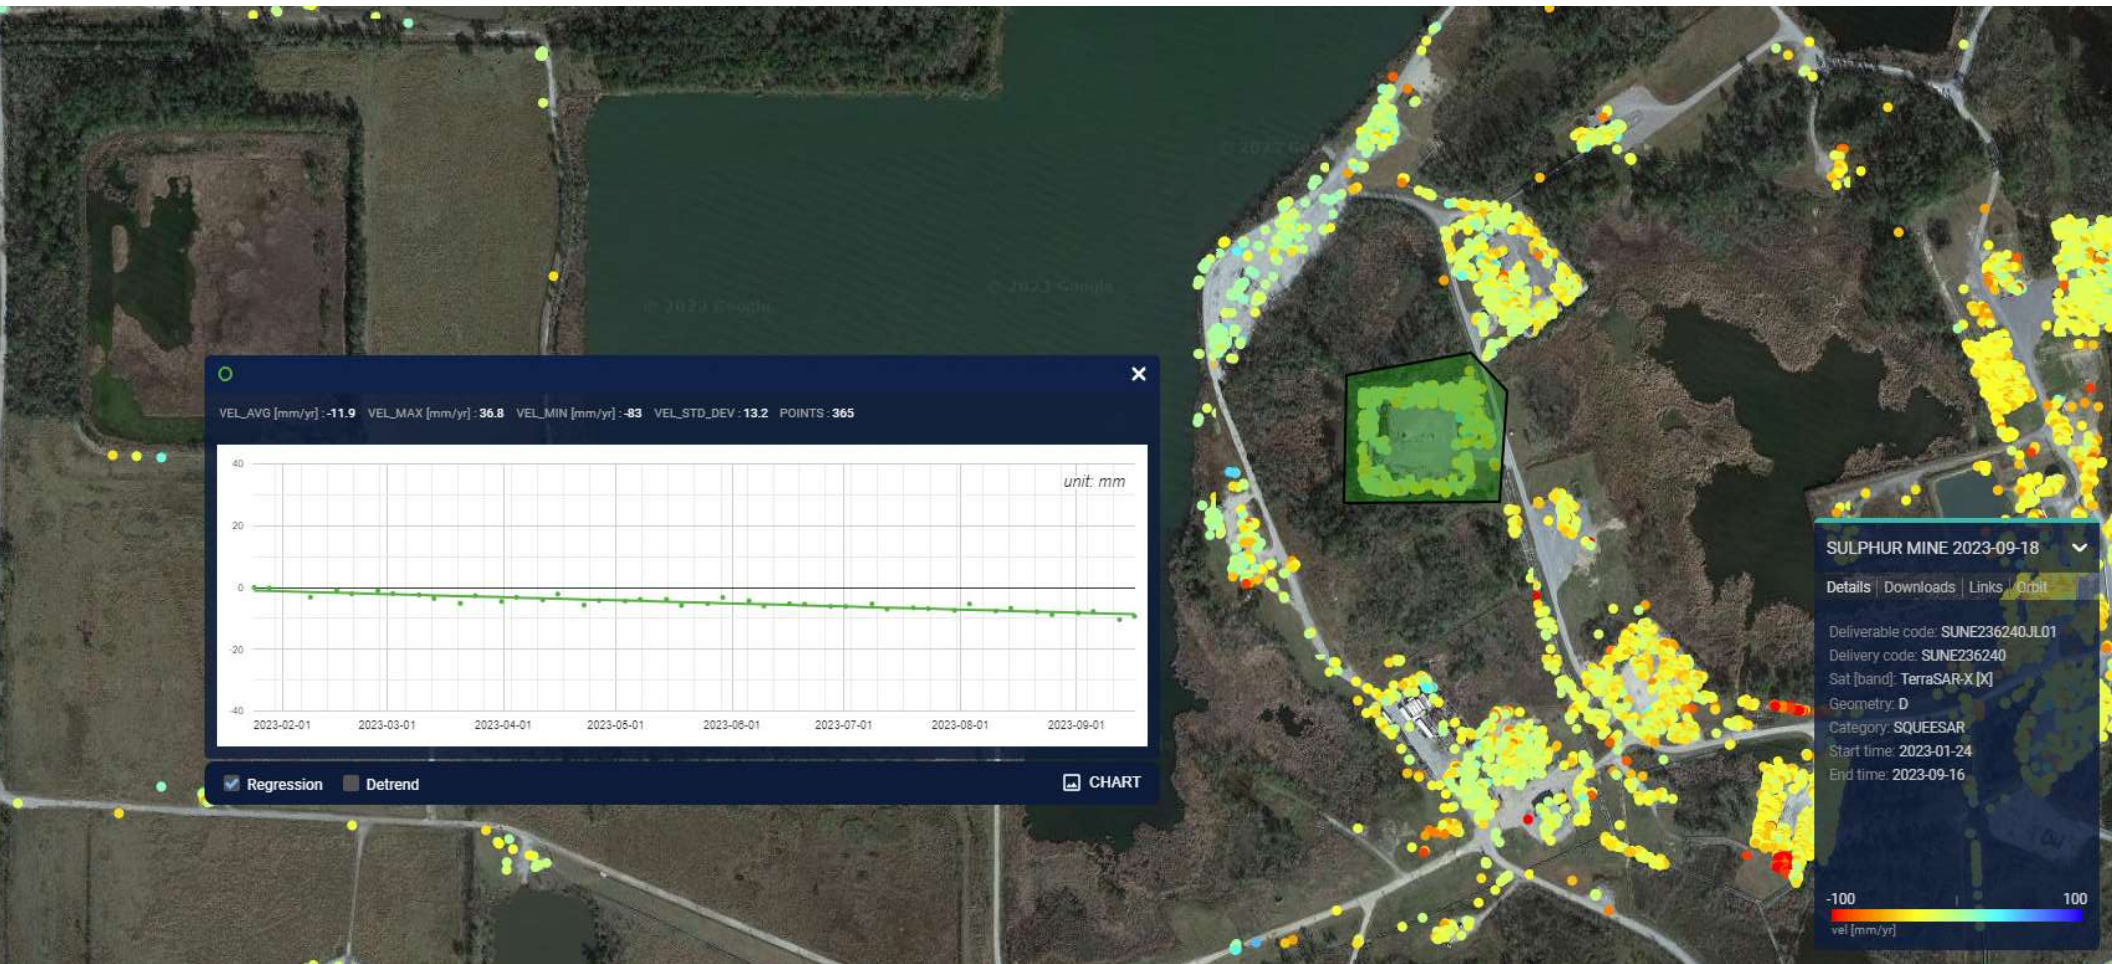 © 2023 Google
© 2023 Google
VEL_AVG [mm/yr] : -11.9 VEL_MAX [mm/yr] : 36.8 VEL_MIN [mm/yr] : -83 VEL_STD_DEV : 13.2 POINTS : 365
unit: mm
40
20
0
-20
-40
2023-02-01 2023-03-01 2023-04-01 2023-05-01 2023-06-01 2023-07-01 2023-08-01 2023-09-01
Regression Detrend CHART
SULPHUR MINE 2023-09-18
Details | Downloads | Links | Orbit
Deliverable code: SUNE236240JL01
Delivery code: SUNE236240
Sat [band]: TerraSAR-X [X]
Geometry: D
Category: SQUEESAR
Start time: 2023-01-24
End time: 2023-09-16
-100 100
vel [mm/yr]